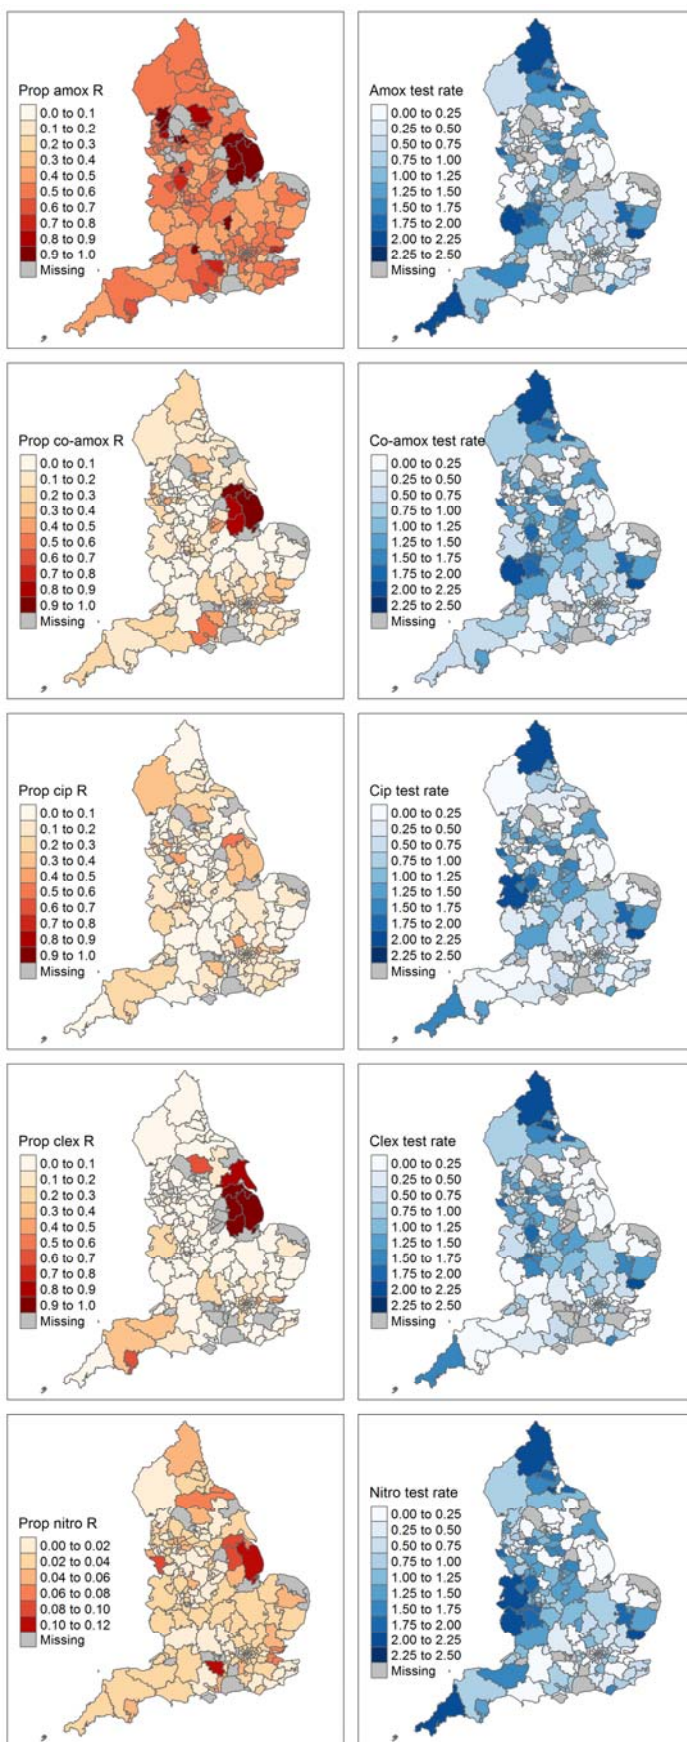 Prop amox R
0.0 to 0.1
0.1 to 0.2
0.2 to 0.3
0.3 to 0.4
0.4 to 0.5
0.5 to 0.6
0.6 to 0.7
0.7 to 0.8
0.8 to 0.9
0.9 to 1.0
Missing
Amox test rate
0.00 to 0.25
0.25 to 0.50
0.50 to 0.75
0.75 to 1.00
1.00 to 1.25
1.25 to 1.50
1.50 to 1.75
1.75 to 2.00
2.00 to 2.25
2.25 to 2.50
Missing
Prop co-amox R
0.0 to 0.1
0.1 to 0.2
0.2 to 0.3
0.3 to 0.4
0.4 to 0.5
0.5 to 0.6
0.6 to 0.7
0.7 to 0.8
0.8 to 0.9
0.9 to 1.0
Missing
Co-amox test rate
0.00 to 0.25
0.25 to 0.50
0.50 to 0.75
0.75 to 1.00
1.00 to 1.25
1.25 to 1.50
1.50 to 1.75
1.75 to 2.00
2.00 to 2.25
2.25 to 2.50
Missing
Prop cip R
0.0 to 0.1
0.1 to 0.2
0.2 to 0.3
0.3 to 0.4
0.4 to 0.5
0.5 to 0.6
0.6 to 0.7
0.7 to 0.8
0.8 to 0.9
0.9 to 1.0
Missing
Cip test rate
0.00 to 0.25
0.25 to 0.50
0.50 to 0.75
0.75 to 1.00
1.00 to 1.25
1.25 to 1.50
1.50 to 1.75
1.75 to 2.00
2.00 to 2.25
2.25 to 2.50
Missing
Prop clex R
0.0 to 0.1
0.1 to 0.2
0.2 to 0.3
0.3 to 0.4
0.4 to 0.5
0.5 to 0.6
0.6 to 0.7
0.7 to 0.8
0.8 to 0.9
0.9 to 1.0
Missing
Clex test rate
0.00 to 0.25
0.25 to 0.50
0.50 to 0.75
0.75 to 1.00
1.00 to 1.25
1.25 to 1.50
1.50 to 1.75
1.75 to 2.00
2.00 to 2.25
2.25 to 2.50
Missing
Prop nitro R
0.00 to 0.02
0.02 to 0.04
0.04 to 0.06
0.06 to 0.08
0.08 to 0.10
0.10 to 0.12
Missing
Nitro test rate
0.00 to 0.25
0.25 to 0.50
0.50 to 0.75
0.75 to 1.00
1.00 to 1.25
1.25 to 1.50
1.50 to 1.75
1.75 to 2.00
2.00 to 2.25
2.25 to 2.50
Missing